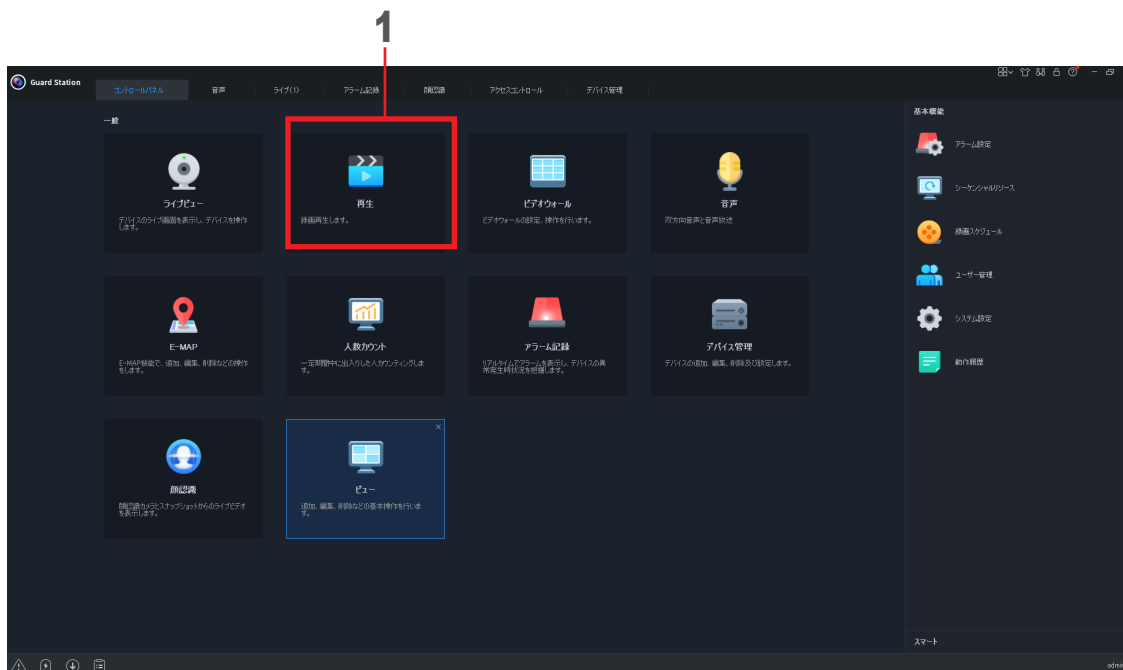 1
Guard Station
コントロールパネル 音声 ライブ(1) アラーム記録 顔認識 アクセスコントロール デバイス管理
一般
ライブビュー
デバイスのライブ画面を表示し、デバイスを操作
します。
再生
録画再生します。
ビデオウォール
ビデオウォールの設定、操作を行います。
音声
双方向音声と音声放送
E-MAP
E-MAP機能で、追加、編集、削除などの操作
をします。
人数カウント
一定期間中に出入りした人カウンティングしま
す。
アラーム記録
リアルタイムでアラームを表示し、デバイスの異
常発生時状況を把握します。
デバイス管理
デバイスの追加、編集、削除及び設定します。
顔認識
顔認識カメラとスナップショットからのライブビデオ
を表示します。
ビュー
追加、編集、削除などの基本操作を行いま
す。
基本機能
アラーム設定
シーケンシャルリソース
録画スケジュール
ユーザー管理
システム設定
動作履歴
スマート
admin